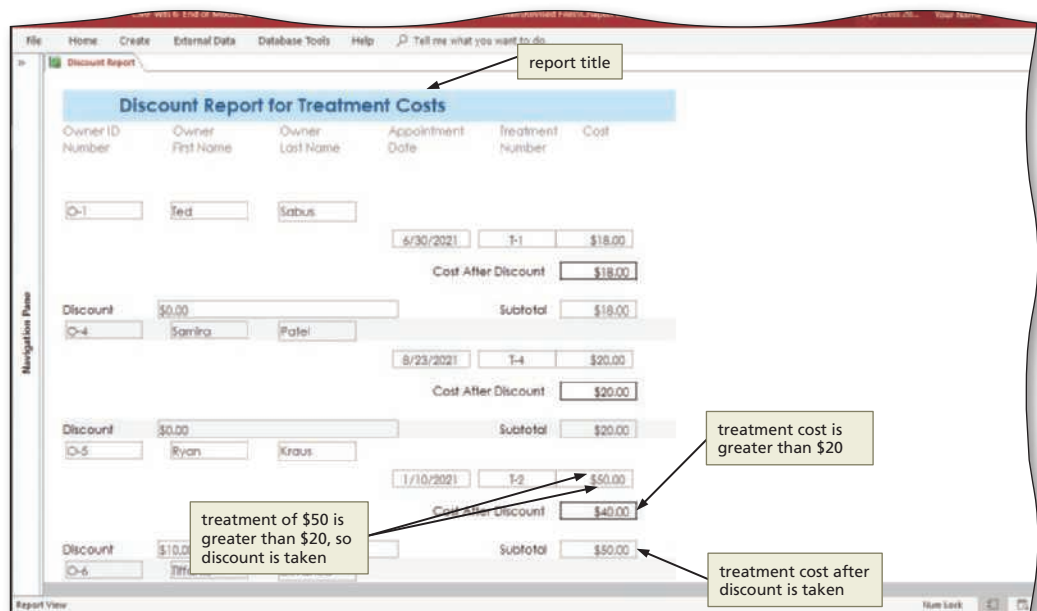 File Home Create External Data Database Tools Help Tell me what you want to do
Your Name
Discount Report
report title
Discount Report for Treatment Costs
Owner ID Number
Owner First Name
Owner Last Name
Appointment Date
Treatment Number
Cost
O-1 Ted Sabus
6/30/2021 T-1 $18.00
Cost After Discount $18.00
Discount $0.00 Subtotal $18.00
O-4 Samira Patel
8/23/2021 T-4 $20.00
Cost After Discount $20.00
Discount $0.00 Subtotal $20.00
O-5 Ryan Kraus
treatment cost is
greater than $20
1/10/2021 T-2 $50.00
Cost After Discount $40.00
treatment of $50 is
greater than $20, so
discount is taken
Discount Subtotal $50.00
O-6
treatment cost after
discount is taken
Navigation Pane
Report View Num Lock